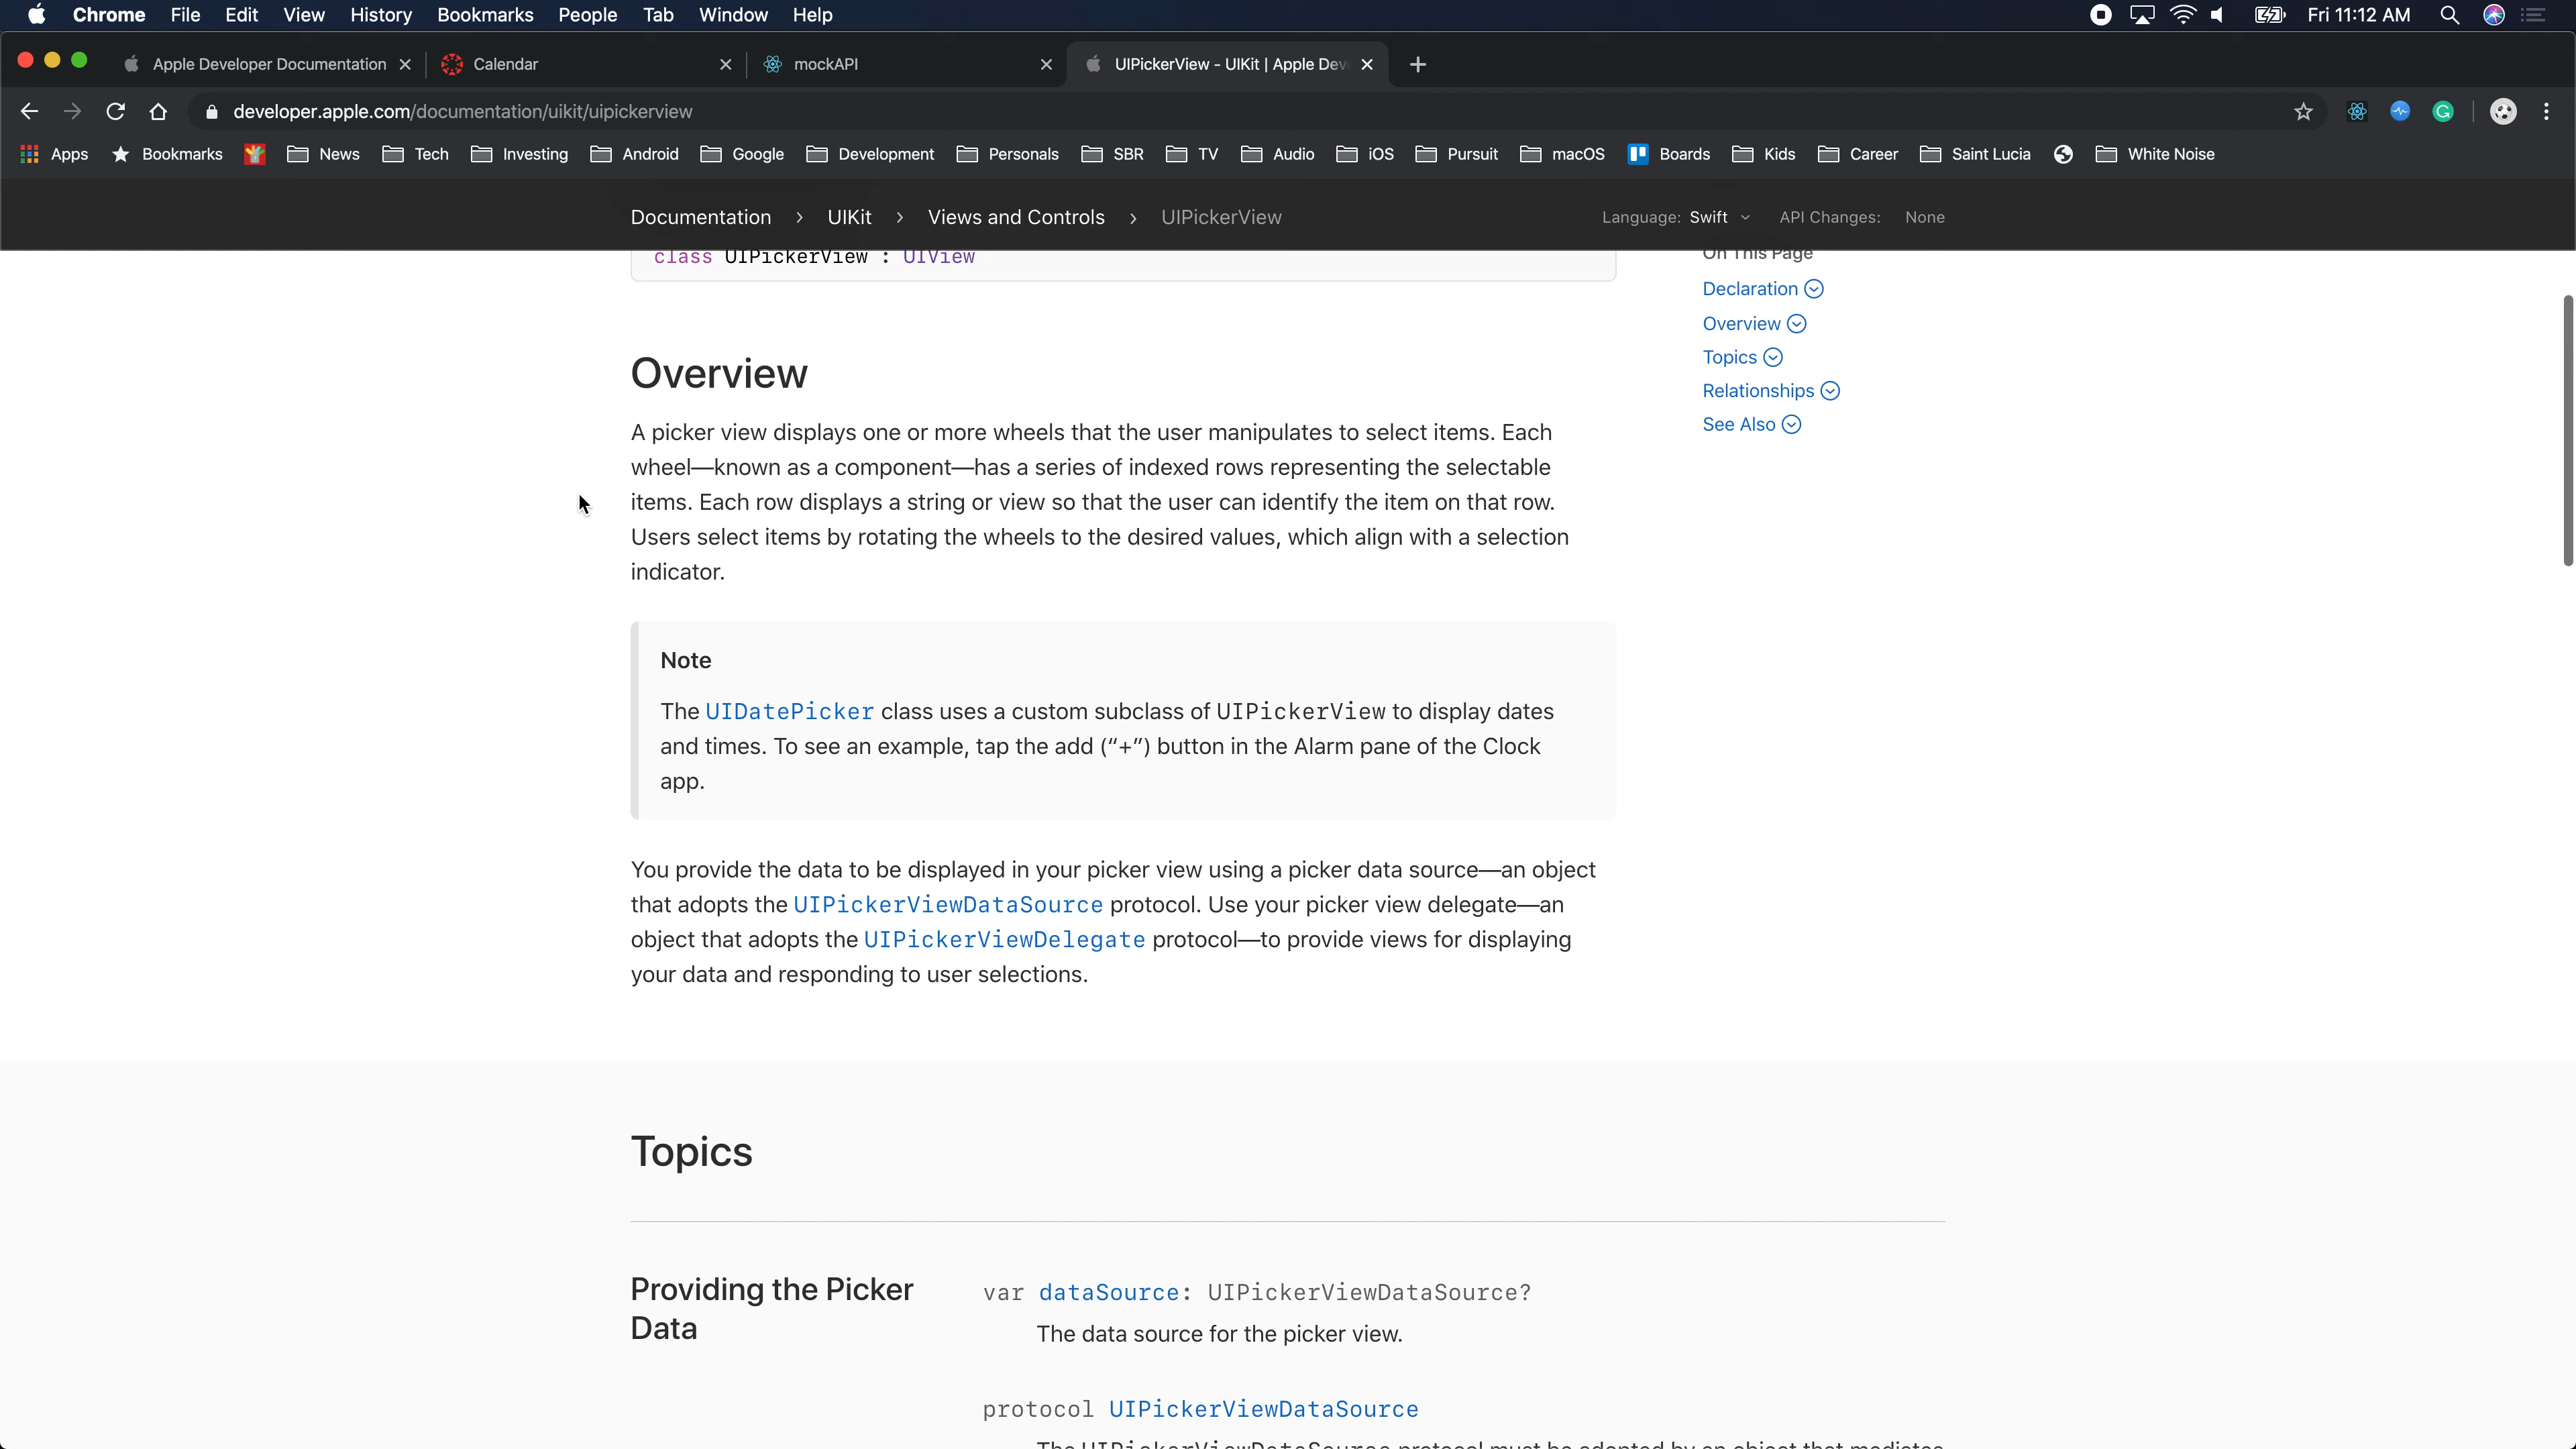 Chrome File Edit View History Bookmarks People Tab Window Help Fri 11:12 AM
Apple Developer Documentation Calendar mockAPI UIPickerView - UIKit | Apple Dev
developer.apple.com/documentation/uikit/uipickerview
Apps Bookmarks News Tech Investing Android Google Development Personals SBR TV Audio iOS Pursuit macOS Boards Kids Career Saint Lucia White Noise
Documentation > UIKit > Views and Controls > UIPickerView Language: Swift API Changes: None
class UIPickerView : UIView
On This Page
Declaration
Overview
Topics
Relationships
See Also
Overview
A picker view displays one or more wheels that the user manipulates to select items. Each
wheel—known as a component—has a series of indexed rows representing the selectable
items. Each row displays a string or view so that the user can identify the item on that row.
Users select items by rotating the wheels to the desired values, which align with a selection
indicator.
Note
The UIDatePicker class uses a custom subclass of UIPickerView to display dates
and times. To see an example, tap the add (“+”) button in the Alarm pane of the Clock
app.
You provide the data to be displayed in your picker view using a picker data source—an object
that adopts the UIPickerViewDataSource protocol. Use your picker view delegate—an
object that adopts the UIPickerViewDelegate protocol—to provide views for displaying
your data and responding to user selections.
Topics
Providing the Picker
Data
var dataSource: UIPickerViewDataSource?
The data source for the picker view.
protocol UIPickerViewDataSource
The UIPickerViewDataSource protocol must be adopted by an object that mediates